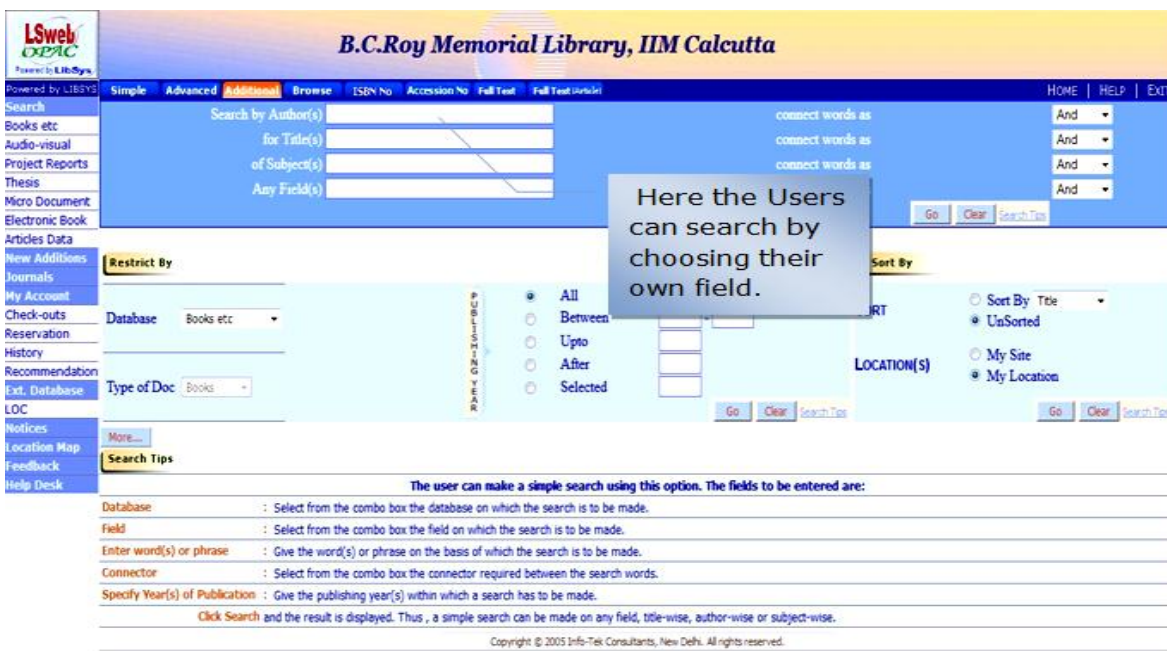 LSweb
OPAC
Powered by LibSys
B.C.Roy Memorial Library, IIM Calcutta
Powered by LIBSYS
Simple Advanced Additional Browse ISBN No Accession No Full Text Full Text (Article) HOME | HELP | EXIT
Search
Books etc
Audio-visual
Project Reports
Thesis
Micro Document
Electronic Book
Articles Data
New Additions
Journals
My Account
Check-outs
Reservation
History
Recommendation
Ext. Database
LOC
Notices
Location Map
Feedback
Help Desk
Search by Author(s) connect words as And
for Title(s) connect words as And
of Subject(s) connect words as And
Any Field(s) And
Go Clear Search Tips
Here the Users
can search by
choosing their
own field.
Restrict By
Database Books etc
Type of Doc Books
PUBLISHING YEAR
All
Between -
Upto
After
Selected
Go Clear Search Tips
Sort By
Sort By Title
UnSorted
LOCATION(S)
My Site
My Location
Go Clear Search Tips
More....
Search Tips
The user can make a simple search using this option. The fields to be entered are:
Database : Select from the combo box the database on which the search is to be made.
Field : Select from the combo box the field on which the search is to be made.
Enter word(s) or phrase : Give the word(s) or phrase on the basis of which the search is to be made.
Connector : Select from the combo box the connector required between the search words.
Specify Year(s) of Publication : Give the publishing year(s) within which a search has to be made.
Click Search and the result is displayed. Thus , a simple search can be made on any field, title-wise, author-wise or subject-wise.
Copyright © 2005 Info-Tek Consultants, New Delhi. All rights reserved.